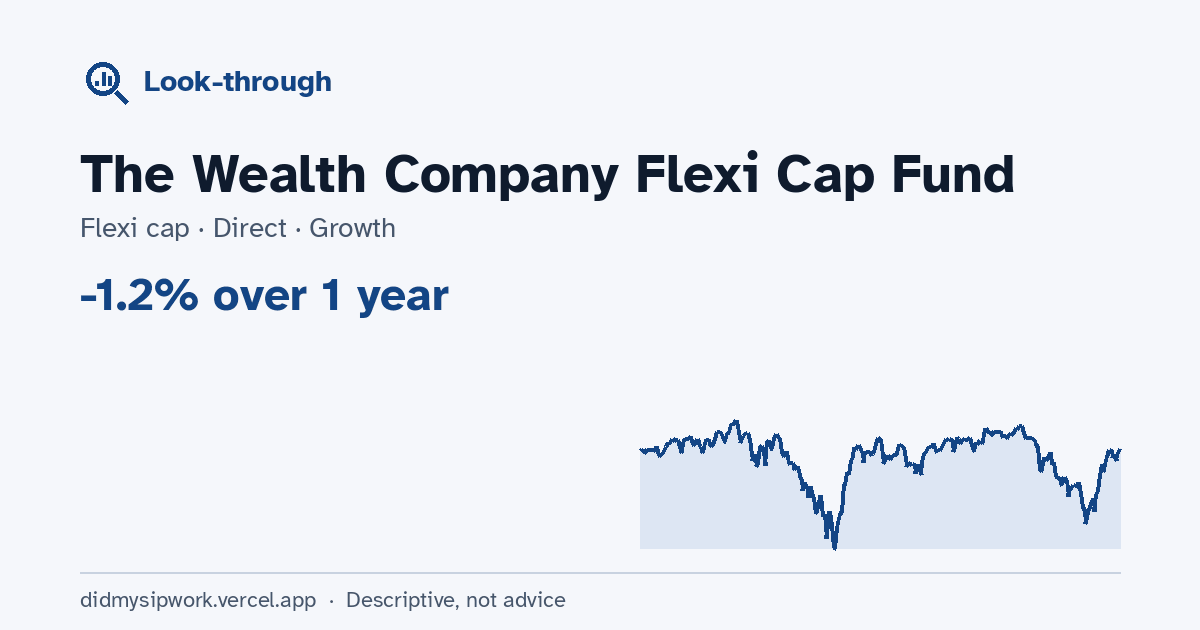 Look-through
The Wealth Company Flexi Cap Fund
Flexi cap · Direct · Growth
-1.2% over 1 year
didmysipwork.vercel.app · Descriptive, not advice